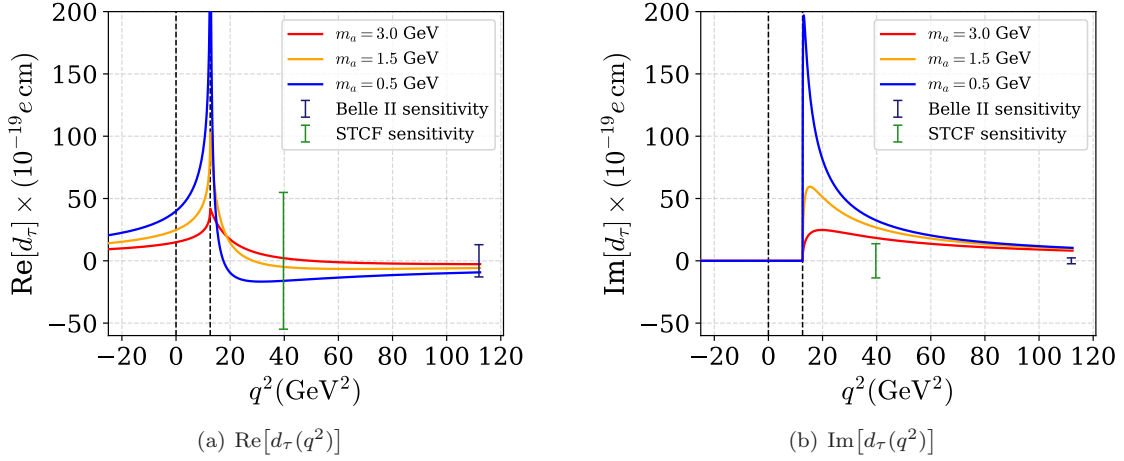 200
150
100
50
0
−50
−20 0 20 40 60 80 100 120
Re[d_τ] × (10^{−19} e cm)
q^2(GeV^2)
m_a = 3.0 GeV
m_a = 1.5 GeV
m_a = 0.5 GeV
Belle II sensitivity
STCF sensitivity
(a) Re[d_τ(q^2)]
200
150
100
50
0
−50
−20 0 20 40 60 80 100 120
Im[d_τ] × (10^{−19} e cm)
q^2(GeV^2)
m_a = 3.0 GeV
m_a = 1.5 GeV
m_a = 0.5 GeV
Belle II sensitivity
STCF sensitivity
(b) Im[d_τ(q^2)]